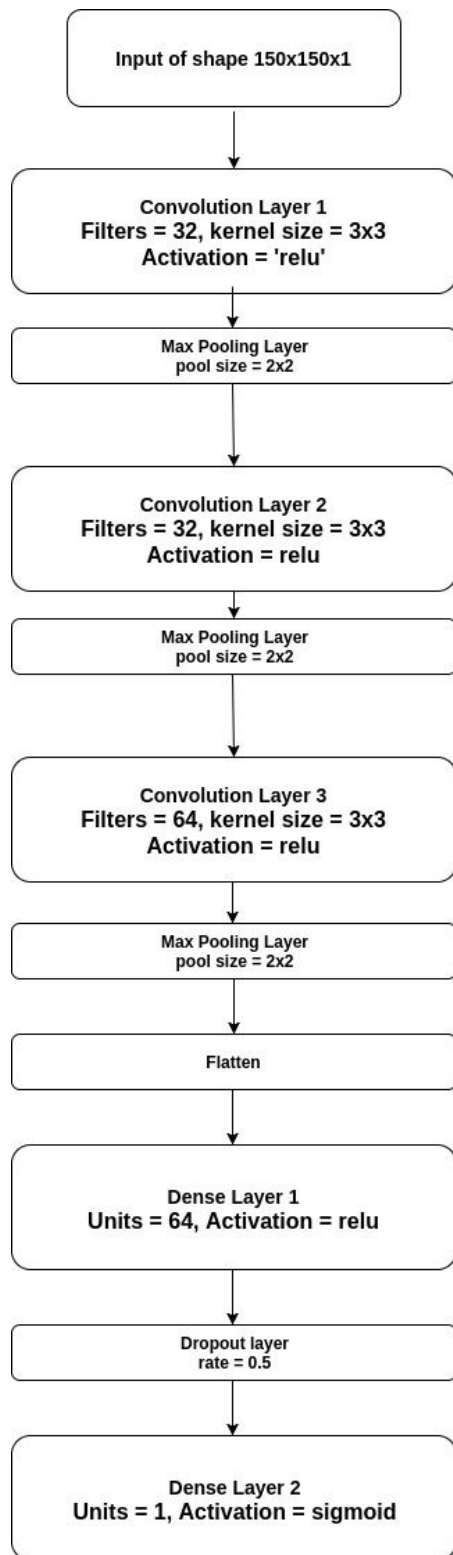 Input of shape 150x150x1
Convolution Layer 1
Filters = 32, kernel size = 3x3
Activation = 'relu'
Max Pooling Layer
pool size = 2x2
Convolution Layer 2
Filters = 32, kernel size = 3x3
Activation = relu
Max Pooling Layer
pool size = 2x2
Convolution Layer 3
Filters = 64, kernel size = 3x3
Activation = relu
Max Pooling Layer
pool size = 2x2
Flatten
Dense Layer 1
Units = 64, Activation = relu
Dropout layer
rate = 0.5
Dense Layer 2
Units = 1, Activation = sigmoid